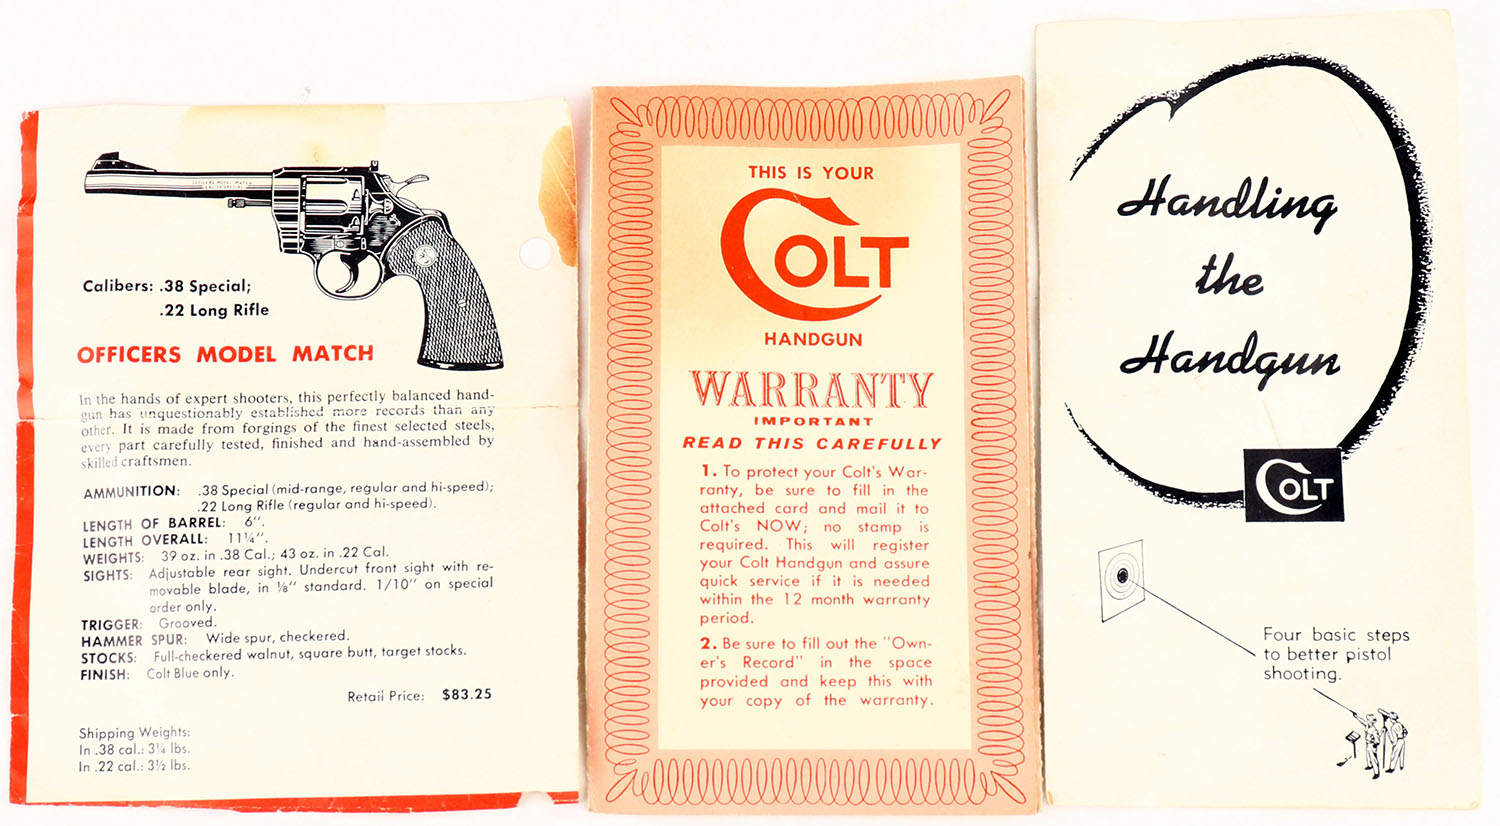 OFFICERS MODEL MATCH
CAL. 38 SPECIAL
Calibers: .38 Special;
.22 Long Rifle
OFFICERS MODEL MATCH
In the hands of expert shooters, this perfectly balanced hand-
gun has unquestionably established more records than any
other. It is made from forgings of the finest selected steels,
every part carefully tested, finished and hand-assembled by
skilled craftsmen.
AMMUNITION: .38 Special (mid-range, regular and hi-speed);
.22 Long Rifle (regular and hi-speed).
LENGTH OF BARREL: 6".
LENGTH OVERALL: 11¼".
WEIGHTS: 39 oz. in .38 Cal.; 43 oz. in .22 Cal.
SIGHTS: Adjustable rear sight. Undercut front sight with re-
movable blade, in ⅛" standard. 1/10" on special
order only.
TRIGGER: Grooved.
HAMMER SPUR: Wide spur, checkered.
STOCKS: Full-checkered walnut, square butt, target stocks.
FINISH: Colt Blue only.
Retail Price: $83.25
Shipping Weights:
In .38 cal.: 3¼ lbs.
In .22 cal.: 3½ lbs.
THIS IS YOUR
COLT
HANDGUN
WARRANTY
IMPORTANT
READ THIS CAREFULLY
1. To protect your Colt's War-
ranty, be sure to fill in the
attached card and mail it to
Colt's NOW; no stamp is
required. This will register
your Colt Handgun and assure
quick service if it is needed
within the 12 month warranty
period.
2. Be sure to fill out the "Own-
er's Record" in the space
provided and keep this with
your copy of the warranty.
Handling
the
Handgun
COLT
Four basic steps
to better pistol
shooting.